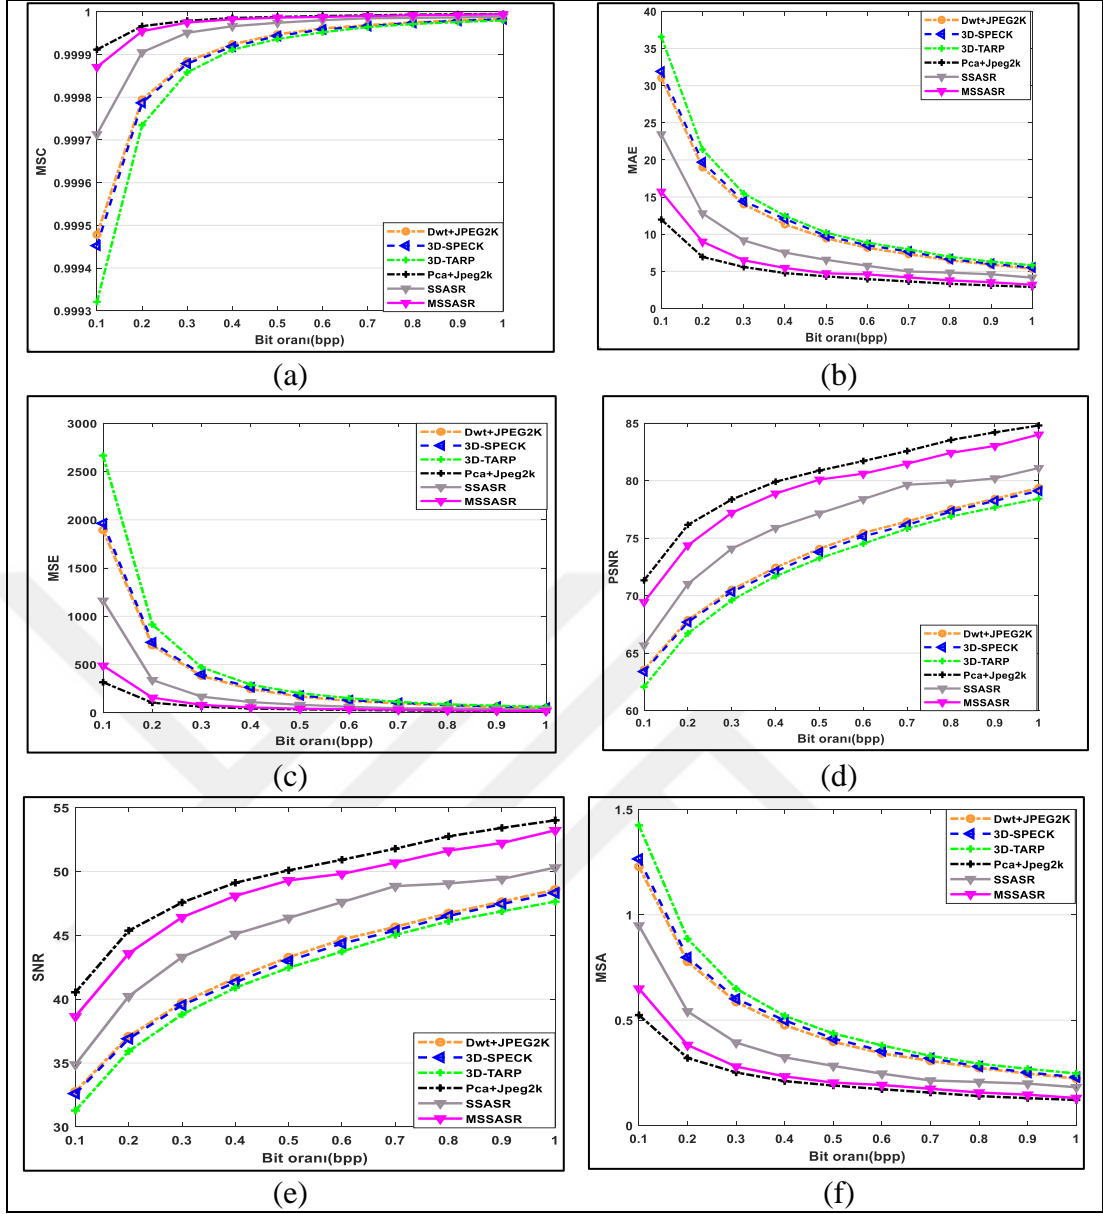 1
0.9999
0.9998
0.9997
0.9996
0.9995
0.9994
0.9993
MSC
0.1 0.2 0.3 0.4 0.5 0.6 0.7 0.8 0.9 1
Bit oranı(bpp)
Dwt+JPEG2K
3D-SPECK
3D-TARP
Pca+Jpeg2k
SSASR
MSSASR
(a)
40
35
30
25
20
15
10
5
0
MAE
0.1 0.2 0.3 0.4 0.5 0.6 0.7 0.8 0.9 1
Bit oranı(bpp)
Dwt+JPEG2K
3D-SPECK
3D-TARP
Pca+Jpeg2k
SSASR
MSSASR
(b)
3000
2500
2000
1500
1000
500
0
MSE
0.1 0.2 0.3 0.4 0.5 0.6 0.7 0.8 0.9 1
Bit oranı(bpp)
Dwt+JPEG2K
3D-SPECK
3D-TARP
Pca+Jpeg2k
SSASR
MSSASR
(c)
85
80
75
70
65
60
PSNR
0.1 0.2 0.3 0.4 0.5 0.6 0.7 0.8 0.9 1
Bit oranı(bpp)
Dwt+JPEG2K
3D-SPECK
3D-TARP
Pca+Jpeg2k
SSASR
MSSASR
(d)
55
50
45
40
35
30
SNR
0.1 0.2 0.3 0.4 0.5 0.6 0.7 0.8 0.9 1
Bit oranı(bpp)
Dwt+JPEG2K
3D-SPECK
3D-TARP
Pca+Jpeg2k
SSASR
MSSASR
(e)
1.5
1
0.5
0
MSA
0.1 0.2 0.3 0.4 0.5 0.6 0.7 0.8 0.9 1
Bit oranı(bpp)
Dwt+JPEG2K
3D-SPECK
3D-TARP
Pca+Jpeg2k
SSASR
MSSASR
(f)